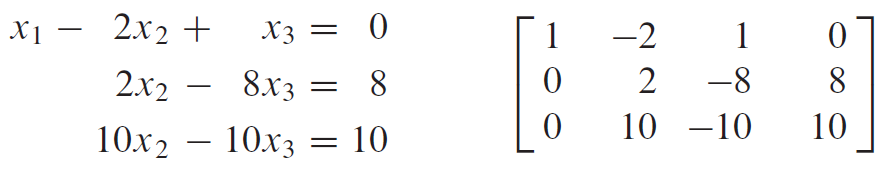 x₁ − 2x₂ + x₃ = 0
2x₂ − 8x₃ = 8
10x₂ − 10x₃ = 10
[1 −2 1 0
0 2 −8 8
0 10 −10 10]